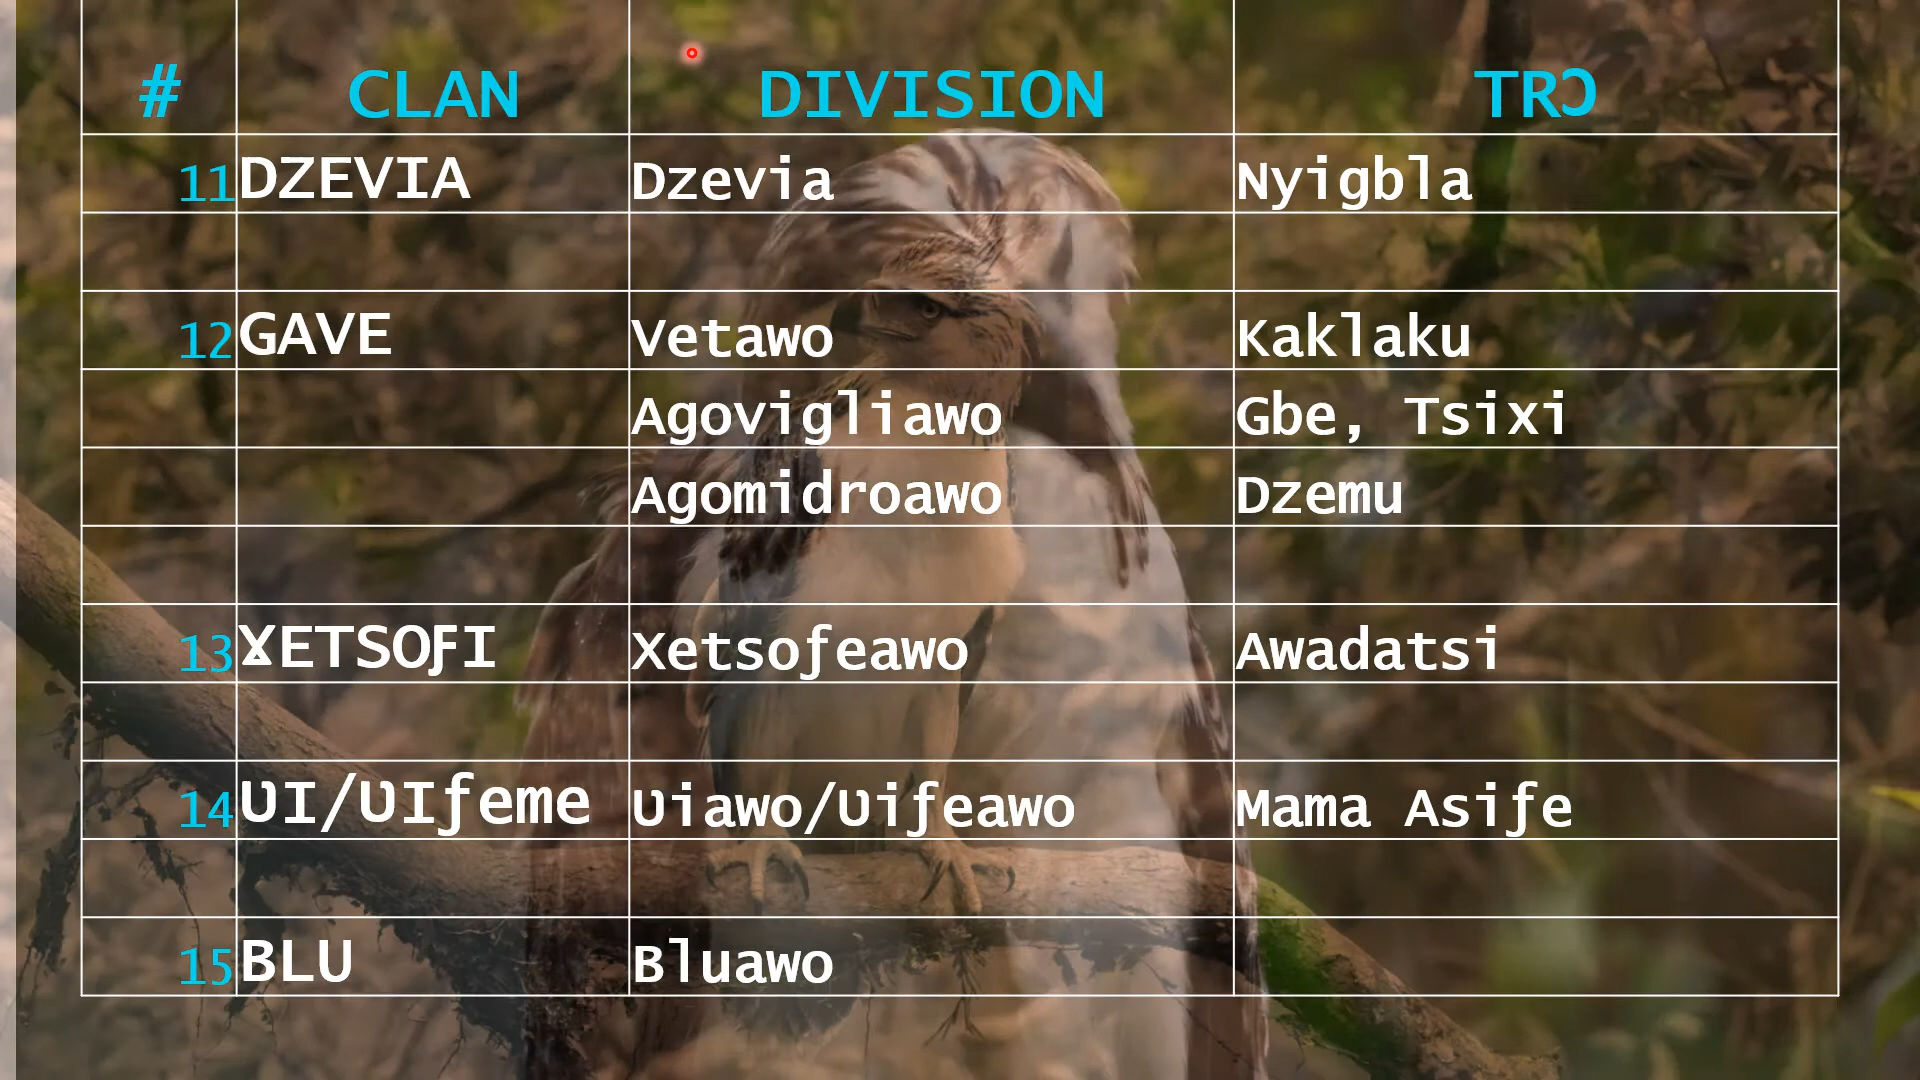 # CLAN DIVISION TRƆ
11 DZEVIA Dzevia Nyigbla
12 GAVE Vetawo Kaklaku
Agovigliawo Gbe, Tsixi
Agomidroawo Dzemu
13 ƔETSOƑI Xetsoƒeawo Awadatsi
14 ƲI/ƲIƒeme Ʋiawo/Ʋiƒeawo Mama Asiƒe
15 BLU Bluawo